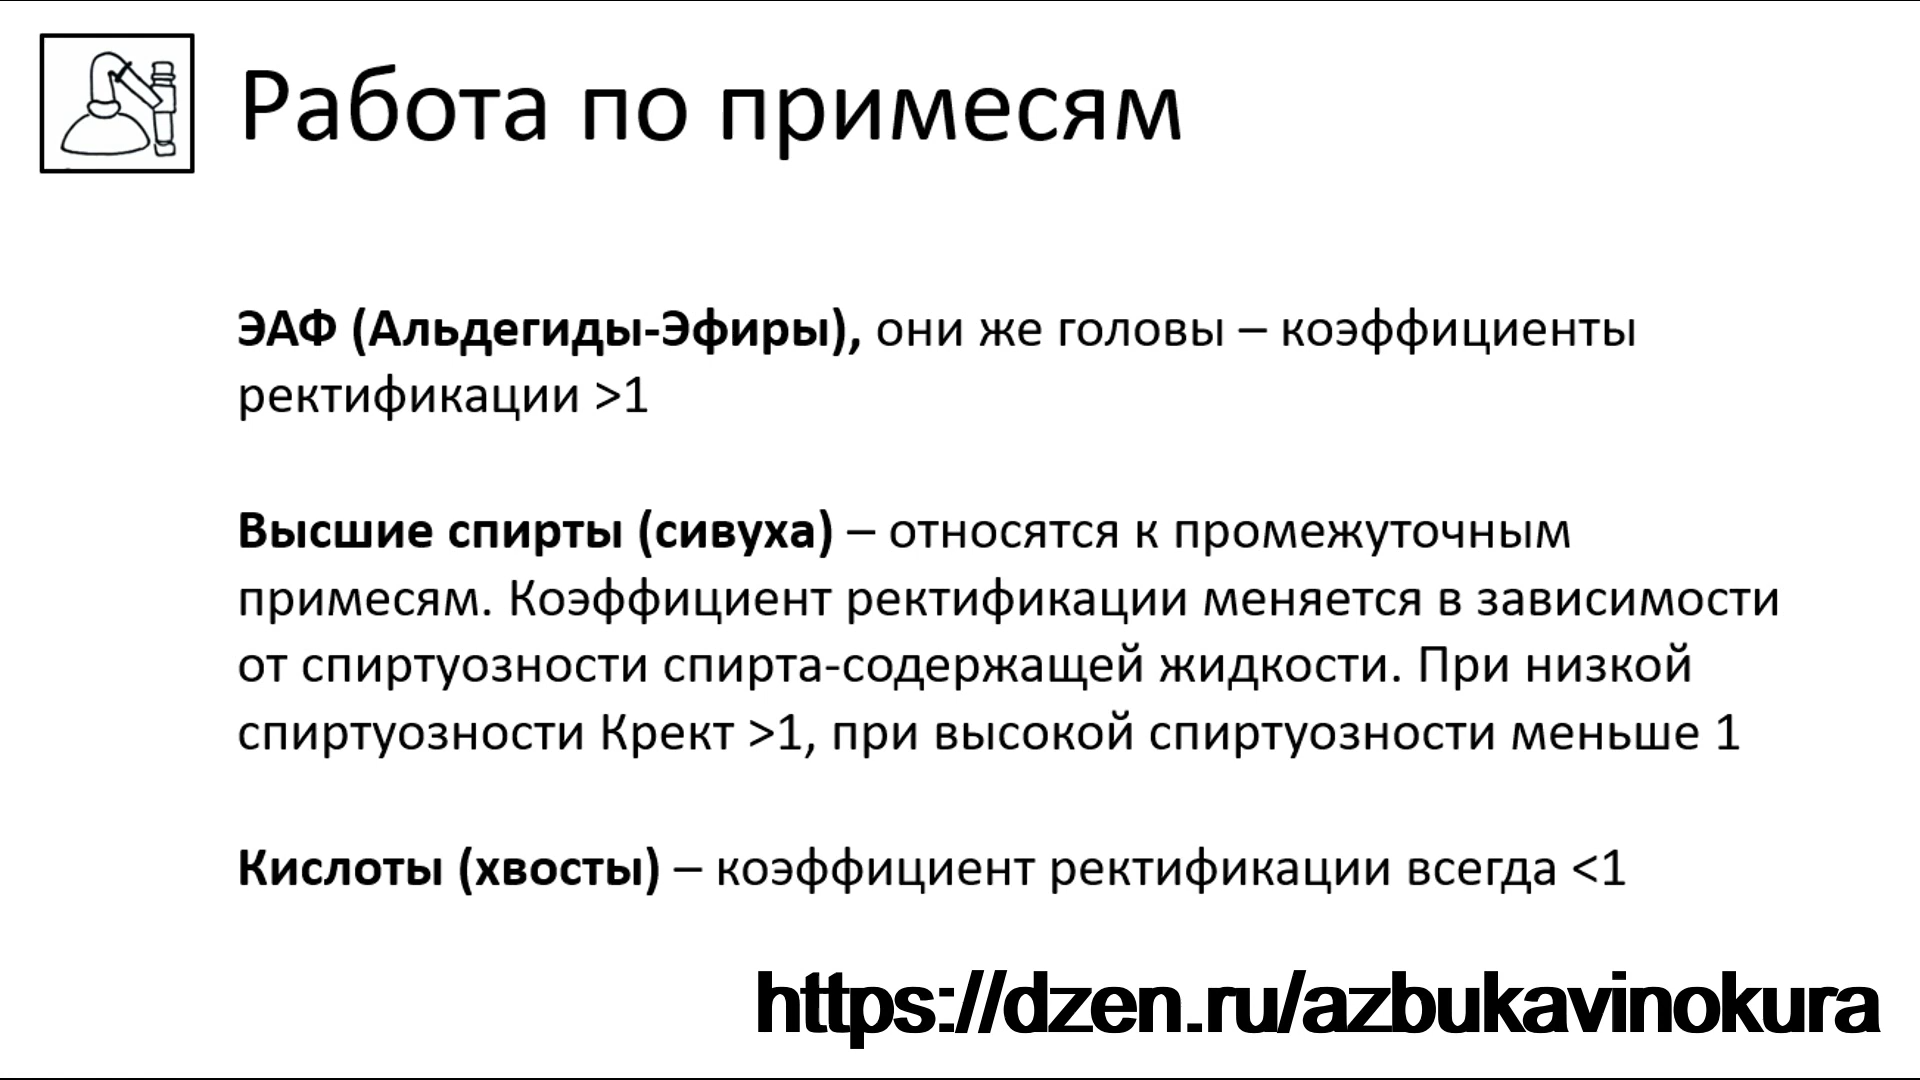 Работа по примесям
ЭАФ (Альдегиды-Эфиры), они же головы – коэффициенты
ректификации >1
Высшие спирты (сивуха) – относятся к промежуточным
примесям. Коэффициент ректификации меняется в зависимости
от спиртуозности спирта-содержащей жидкости. При низкой
спиртуозности Крект >1, при высокой спиртуозности меньше 1
Кислоты (хвосты) – коэффициент ректификации всегда <1
https://dzen.ru/azbukavinokura